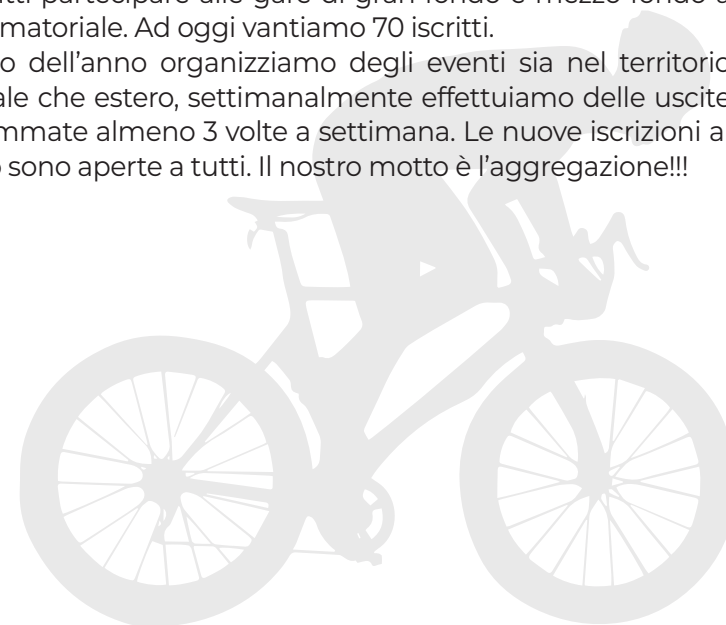 partecipare alle gare di gran fondo e mezzo fondo
matoriale. Ad oggi vantiamo 70 iscritti.
o dell’anno organizziamo degli eventi sia nel territorio
ale che estero, settimanalmente effettuiamo delle uscite
mmate almeno 3 volte a settimana. Le nuove iscrizioni a
o sono aperte a tutti. Il nostro motto è l’aggregazione!!!